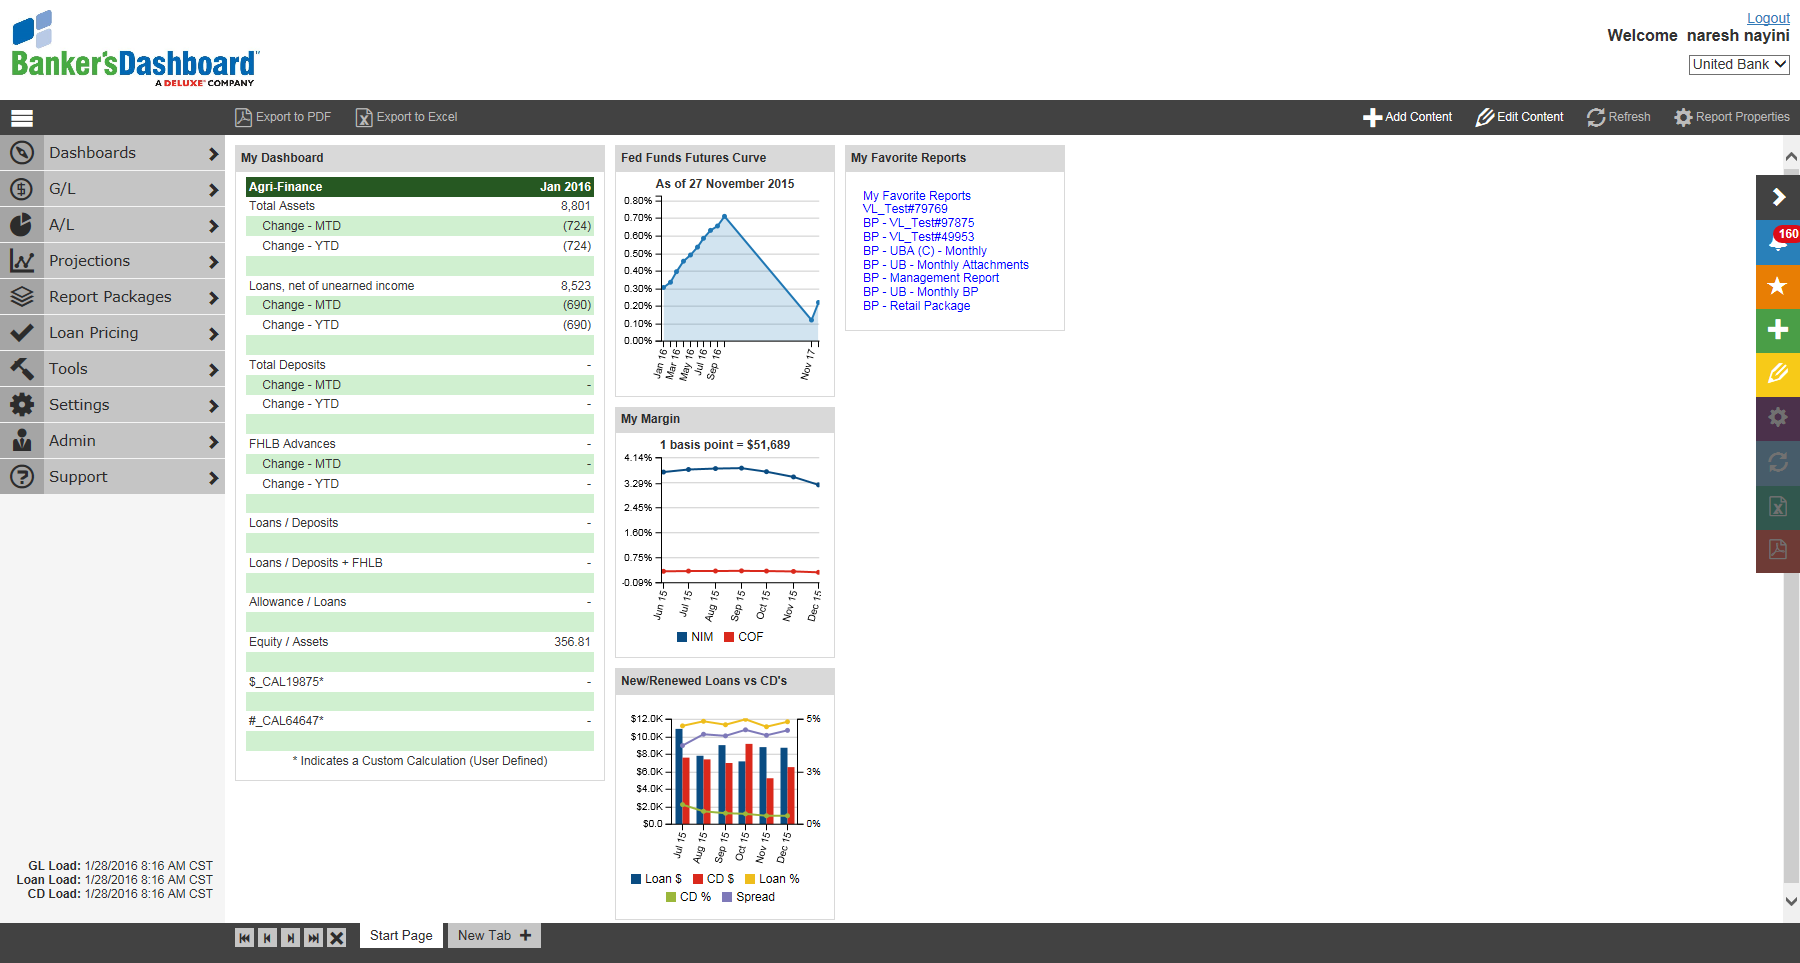 Logout
Banker'sDashboard
A DELUXE COMPANY
Welcome naresh nayini
United Bank
Export to PDF
Export to Excel
Add Content
Edit Content
Refresh
Report Properties
Dashboards
G/L
A/L
Projections
Report Packages
Loan Pricing
Tools
Settings
Admin
Support
GL Load: 1/28/2016 8:16 AM CST
Loan Load: 1/28/2016 8:16 AM CST
CD Load: 1/28/2016 8:16 AM CST
My Dashboard
Agri-Finance Jan 2016
Total Assets 8,801
Change - MTD (724)
Change - YTD (724)
Loans, net of unearned income 8,523
Change - MTD (690)
Change - YTD (690)
Total Deposits -
Change - MTD -
Change - YTD -
FHLB Advances -
Change - MTD -
Change - YTD -
Loans / Deposits -
Loans / Deposits + FHLB -
Allowance / Loans -
Equity / Assets 356.81
$_CAL19875* -
#_CAL64647* -
* Indicates a Custom Calculation (User Defined)
Fed Funds Futures Curve
As of 27 November 2015
0.80%
0.70%
0.60%
0.50%
0.40%
0.30%
0.20%
0.10%
0.00%
Jan 16 Mar 16 May 16 Jul 16 Sep 16 Nov 17
My Margin
1 basis point = $51,689
4.14%
3.29%
2.45%
1.60%
0.75%
-0.09%
Jun 15 Jul 15 Aug 15 Sep 15 Oct 15 Nov 15 Dec 15
NIM COF
New/Renewed Loans vs CD's
$12.0K 5%
$10.0K
$8.0K
$6.0K 3%
$4.0K
$2.0K
$0.0 0%
Jul 15 Aug 15 Sep 15 Oct 15 Nov 15 Dec 15
Loan $ CD $ Loan %
CD % Spread
My Favorite Reports
My Favorite Reports
VL_Test#79769
BP - VL_Test#97875
BP - VL_Test#49953
BP - UBA (C) - Monthly
BP - UB - Monthly Attachments
BP - Management Report
BP - UB - Monthly BP
BP - Retail Package
160
Start Page
New Tab